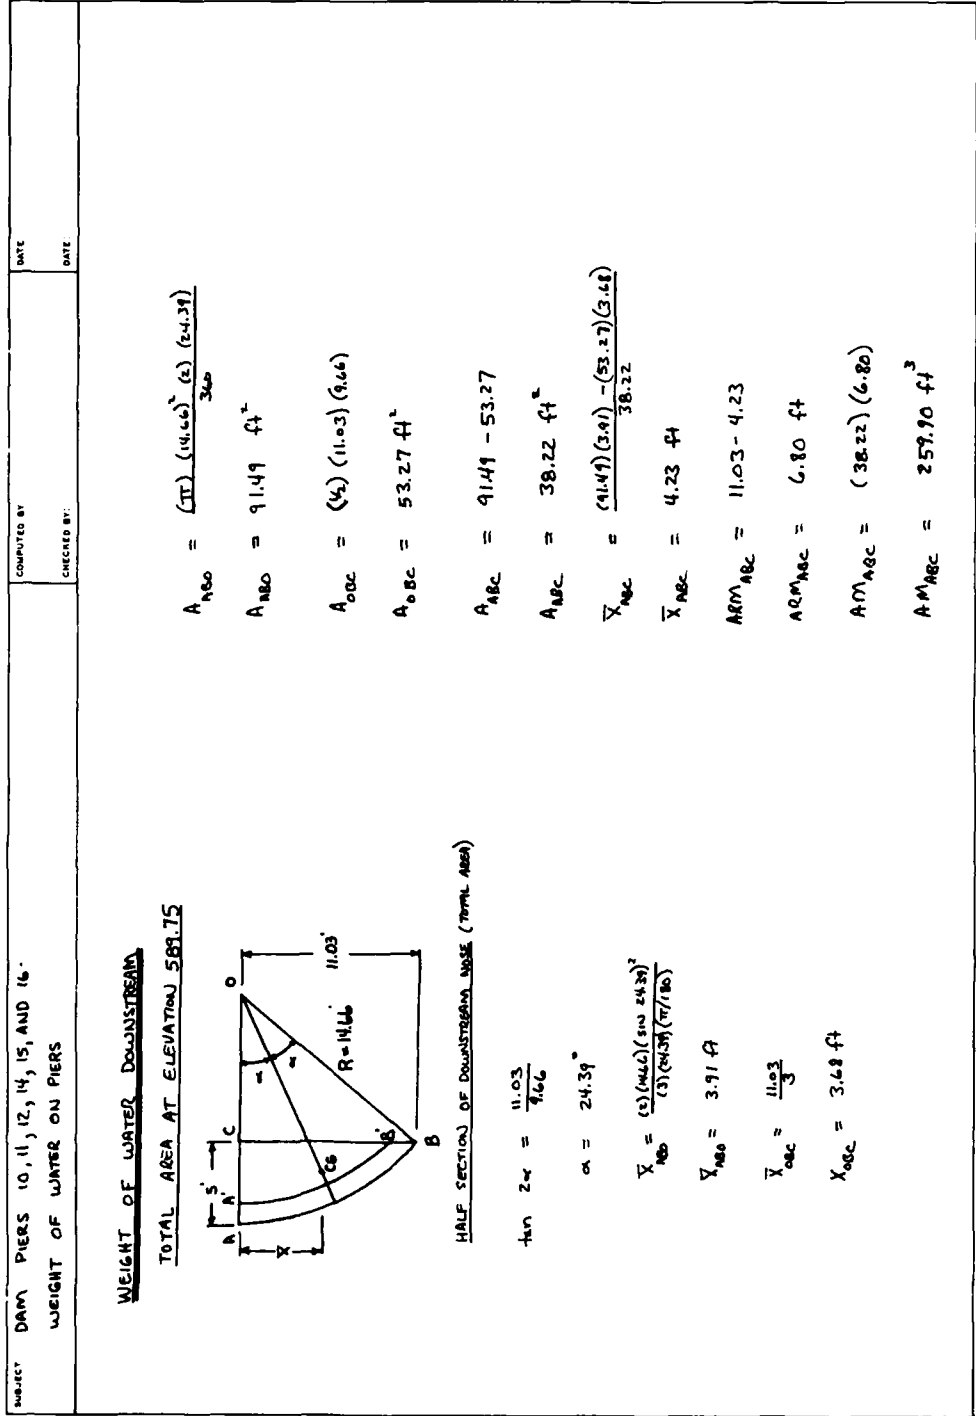 SUBJECT DAM PIERS 10, 11, 12, 14, 15, AND 16.
WEIGHT OF WATER ON PIERS
COMPUTED BY
DATE
CHECKED BY:
DATE:
WEIGHT OF WATER DOWNSTREAM
TOTAL AREA AT ELEVATION 589.75
5'
A A' C O
α
α
11.03'
R=14.66'
X̄
CG
B'
B
HALF SECTION OF DOWNSTREAM NOSE (TOTAL AREA)
tan 2α = 11.03/9.66
α = 24.39°
X̄ABO = (2)(14.66)(SIN 24.39)²/(3)(24.39)(π/180)
X̄ABO = 3.91 ft
X̄OBC = 11.03/3
XOBC = 3.68 ft
AABO = (π)(14.66)²(2)(24.39)/360
AABO = 91.49 ft²
AOBC = (½)(11.03)(9.66)
AOBC = 53.27 ft²
AABC = 91.49 - 53.27
AABC = 38.22 ft²
X̄ABC = (91.49)(3.91) - (53.27)(3.68)/38.22
X̄ABC = 4.23 ft
ARMABC = 11.03 - 4.23
ARMABC = 6.80 ft
AMABC = (38.22)(6.80)
AMABC = 259.90 ft³